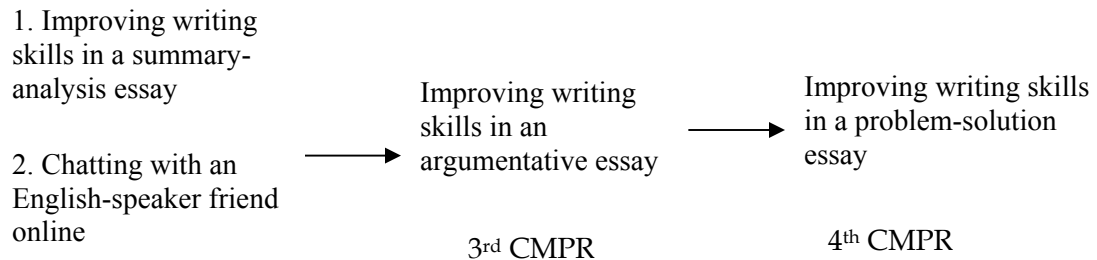 1. Improving writing
skills in a summary-
analysis essay
2. Chatting with an
English-speaker friend
online
Improving writing
skills in an
argumentative essay
3rd CMPR
Improving writing skills
in a problem-solution
essay
4th CMPR